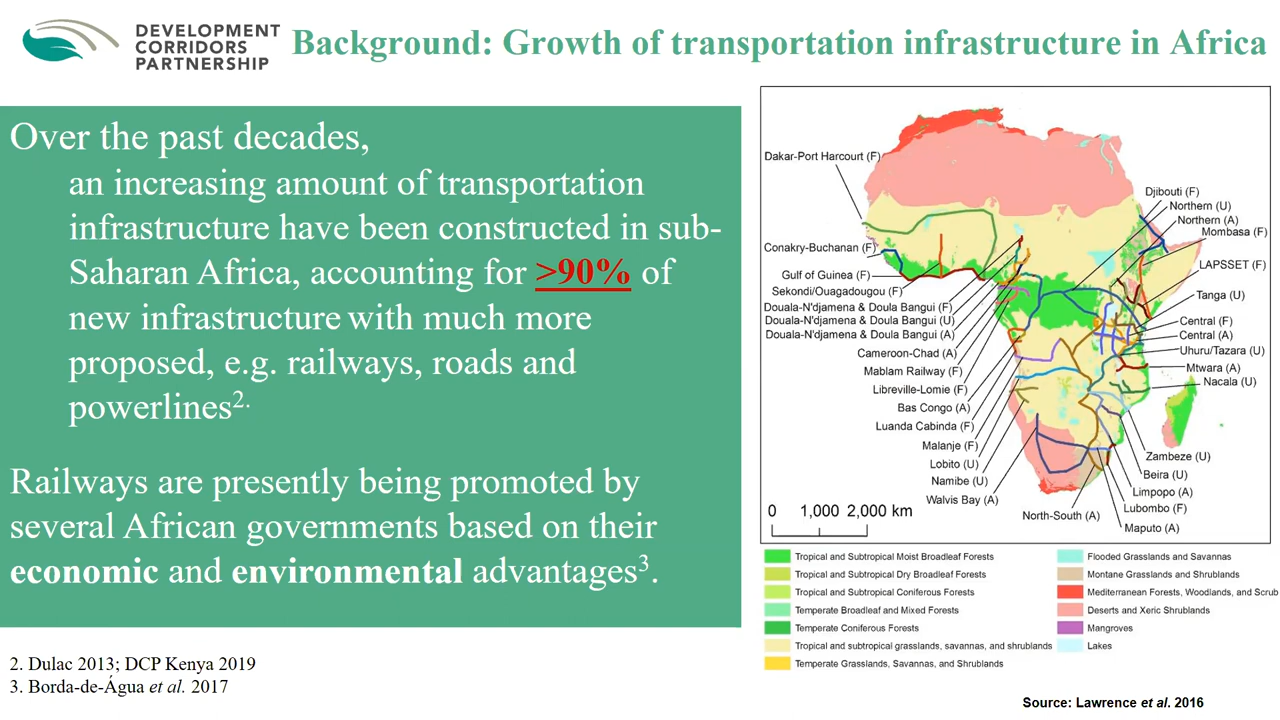 DEVELOPMENT
CORRIDORS
PARTNERSHIP
Background: Growth of transportation infrastructure in Africa
Over the past decades,
an increasing amount of transportation
infrastructure have been constructed in sub-
Saharan Africa, accounting for >90% of
new infrastructure with much more
proposed, e.g. railways, roads and
powerlines2.
Railways are presently being promoted by
several African governments based on their
economic and environmental advantages3.
2. Dulac 2013; DCP Kenya 2019
3. Borda-de-Água et al. 2017
Dakar-Port Harcourt (F)
Conakry-Buchanan (F)
Gulf of Guinea (F)
Sekondi/Ouagadougou (F)
Douala-N'djamena & Doula Bangui (F)
Douala-N'djamena & Doula Bangui (U)
Douala-N'djamena & Doula Bangui (A)
Cameroon-Chad (A)
Mablam Railway (F)
Libreville-Lomie (F)
Bas Congo (A)
Luanda Cabinda (F)
Malanje (F)
Lobito (U)
Namibe (U)
Walvis Bay (A)
North-South (A)
Djibouti (F)
Northern (U)
Northern (A)
Mombasa (F)
LAPSSET (F)
Tanga (U)
Central (F)
Central (A)
Uhuru/Tazara (U)
Mtwara (A)
Nacala (U)
Zambeze (U)
Beira (U)
Limpopo (A)
Lubombo (F)
Maputo (A)
0 1,000 2,000 km
Tropical and Subtropical Moist Broadleaf Forests
Tropical and Subtropical Dry Broadleaf Forests
Tropical and Subtropical Coniferous Forests
Temperate Broadleaf and Mixed Forests
Temperate Coniferous Forests
Tropical and subtropical grasslands, savannas, and shrublands
Temperate Grasslands, Savannas, and Shrublands
Flooded Grasslands and Savannas
Montane Grasslands and Shrublands
Mediterranean Forests, Woodlands, and Scrub
Deserts and Xeric Shrublands
Mangroves
Lakes
Source: Lawrence et al. 2016